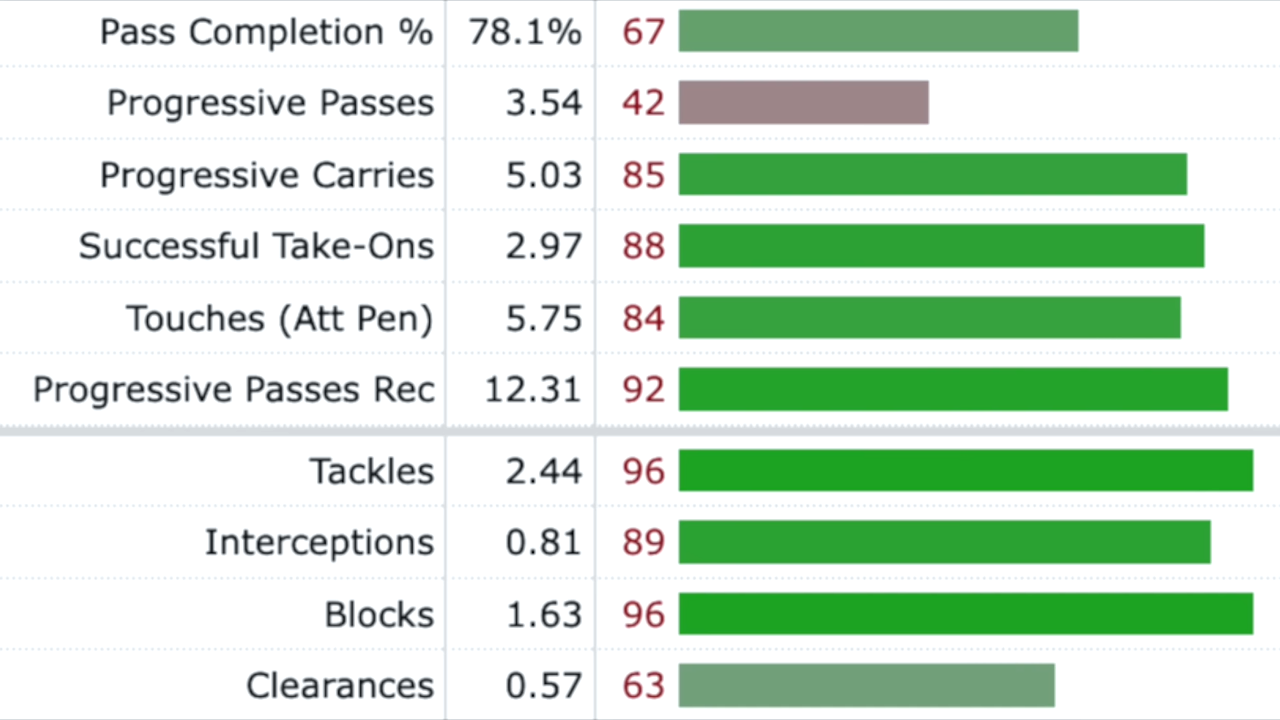 Pass Completion % 78.1% 67
Progressive Passes 3.54 42
Progressive Carries 5.03 85
Successful Take-Ons 2.97 88
Touches (Att Pen) 5.75 84
Progressive Passes Rec 12.31 92
Tackles 2.44 96
Interceptions 0.81 89
Blocks 1.63 96
Clearances 0.57 63